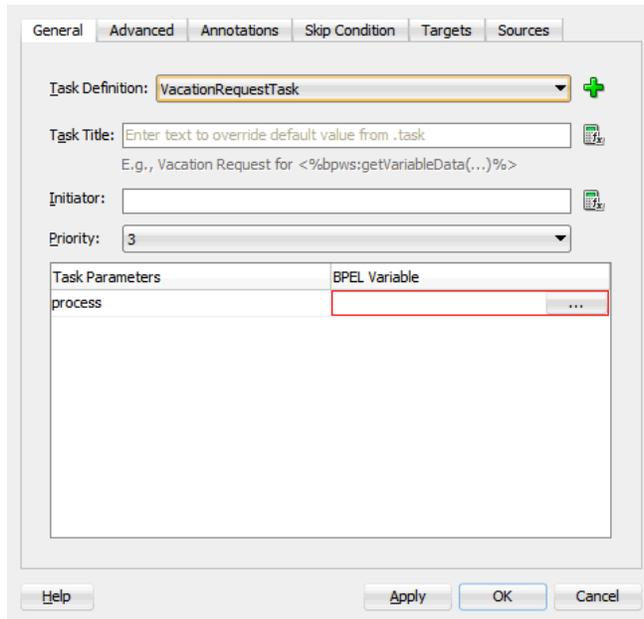 General Advanced Annotations Skip Condition Targets Sources
Task Definition: VacationRequestTask
Task Title: Enter text to override default value from .task
E.g., Vacation Request for <%bpws:getVariableData(...)%>
Initiator:
Priority: 3
Task Parameters BPEL Variable
process ...
Help Apply OK Cancel